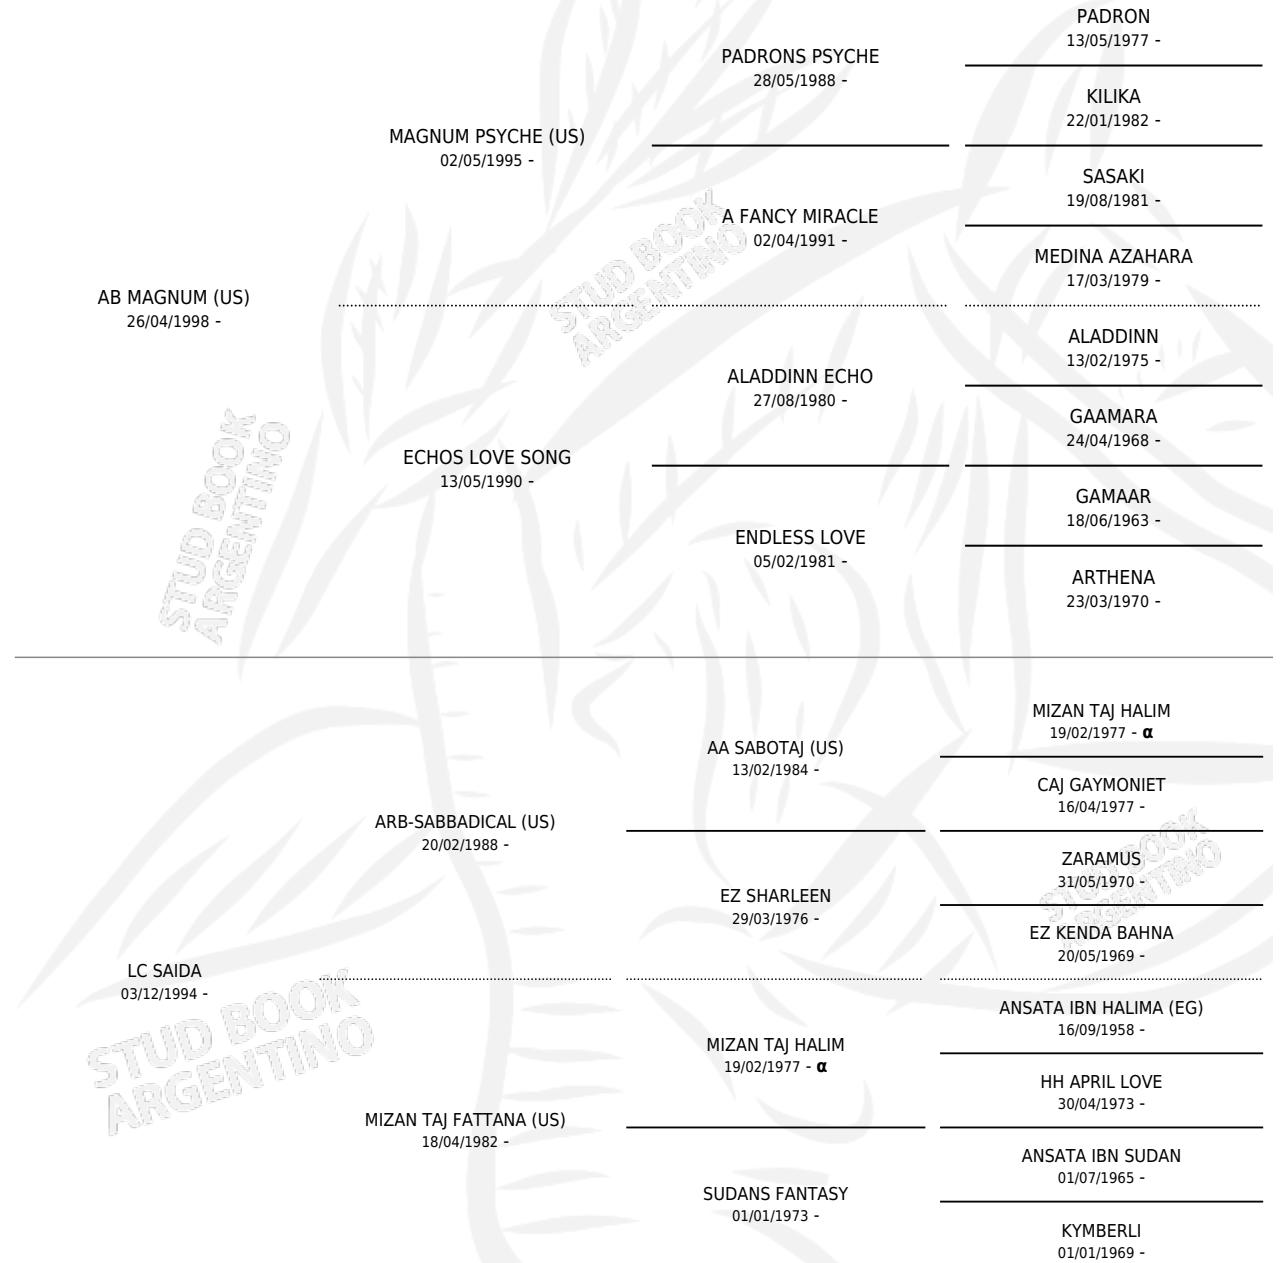 PADRON
13/05/1977 -
PADRONS PSYCHE
28/05/1988 -
KILIKA
22/01/1982 -
MAGNUM PSYCHE (US)
02/05/1995 -
SASAKI
19/08/1981 -
A FANCY MIRACLE
02/04/1991 -
MEDINA AZAHARA
17/03/1979 -
AB MAGNUM (US)
26/04/1998 -
ALADDINN
13/02/1975 -
ALADDINN ECHO
27/08/1980 -
GAAMARA
24/04/1968 -
ECHOS LOVE SONG
13/05/1990 -
GAMAAR
18/06/1963 -
ENDLESS LOVE
05/02/1981 -
ARTHENA
23/03/1970 -
MIZAN TAJ HALIM
19/02/1977 - α
AA SABOTAJ (US)
13/02/1984 -
CAJ GAYMONIET
16/04/1977 -
ARB-SABBADICAL (US)
20/02/1988 -
ZARAMUS
31/05/1970 -
EZ SHARLEEN
29/03/1976 -
EZ KENDA BAHNA
20/05/1969 -
LC SAIDA
03/12/1994 -
ANSATA IBN HALIMA (EG)
16/09/1958 -
MIZAN TAJ HALIM
19/02/1977 - α
HH APRIL LOVE
30/04/1973 -
MIZAN TAJ FATTANA (US)
18/04/1982 -
ANSATA IBN SUDAN
01/07/1965 -
SUDANS FANTASY
01/01/1973 -
KYMBERLI
01/01/1969 -
STUD BOOK
ARGENTINO
STUD BOOK
ARGENTINO
STUD BOOK
ARGENTINO
STUD BOOK
ARGENTINO